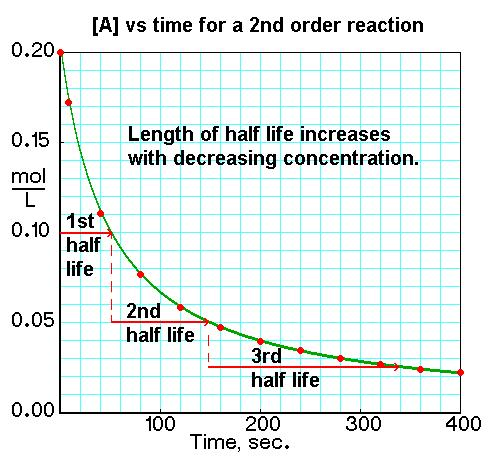 [A] vs time for a 2nd order reaction
0.20
Length of half life increases
with decreasing concentration.
0.15
mol
L
0.10
1st
half
life
0.05
2nd
half life
3rd
half life
0.00
100
200
300
400
Time, sec.